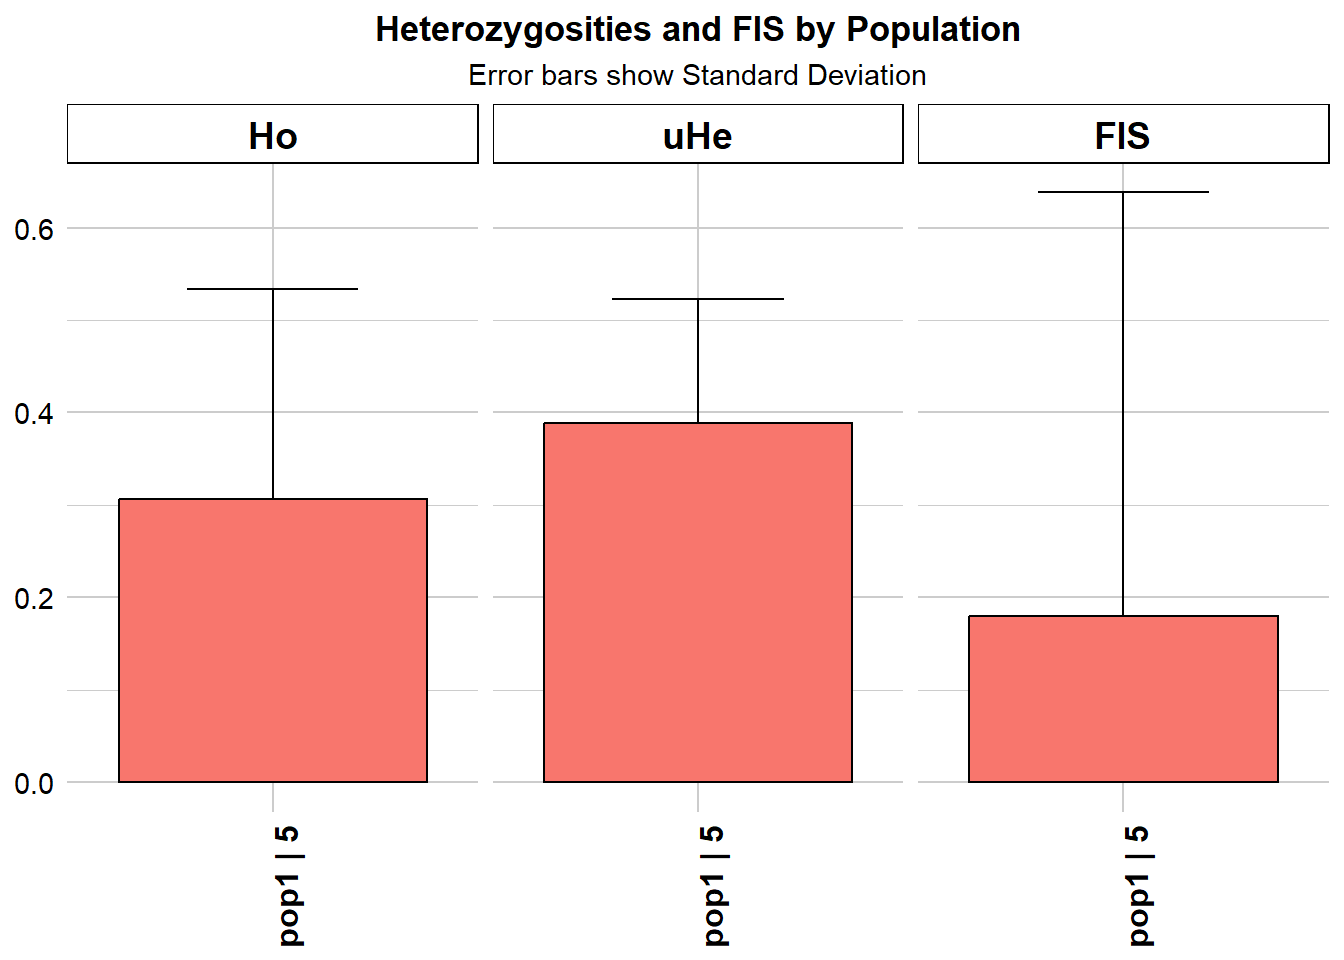 Heterozygosities and FIS by Population
Error bars show Standard Deviation
Ho
uHe
FIS
0.6
0.4
0.2
0.0
pop1 | 5
pop1 | 5
pop1 | 5